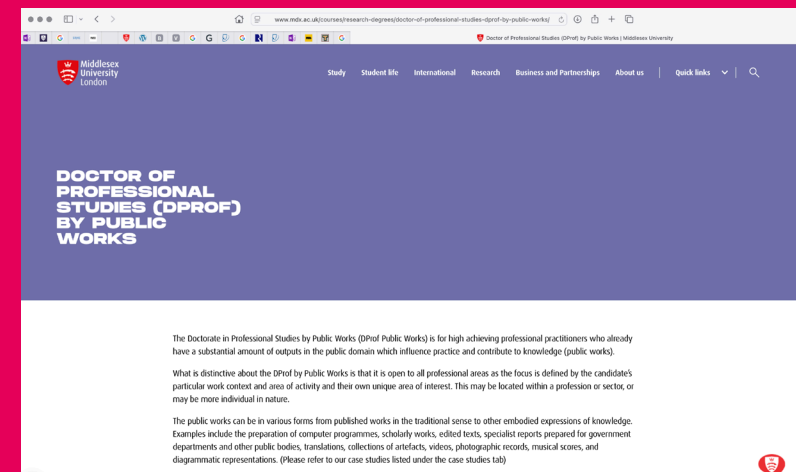 www.mdx.ac.uk/courses/research-degrees/doctor-of-professional-studies-dprof-by-public-works/
Doctor of Professional Studies (DProf) by Public Works | Middlesex University
Middlesex
University
London
Study Student life International Research Business and Partnerships About us Quick links
DOCTOR OF
PROFESSIONAL
STUDIES (DPROF)
BY PUBLIC
WORKS
The Doctorate in Professional Studies by Public Works (DProf Public Works) is for high achieving professional practitioners who already
have a substantial amount of outputs in the public domain which influence practice and contribute to knowledge (public works).
What is distinctive about the DProf by Public Works is that it is open to all professional areas as the focus is defined by the candidate's
particular work context and area of activity and their own unique area of interest. This may be located within a profession or sector, or
may be more individual in nature.
The public works can be in various forms from published works in the traditional sense to other embodied expressions of knowledge.
Examples include the preparation of computer programmes, scholarly works, edited texts, specialist reports prepared for government
departments and other public bodies, translations, collections of artefacts, videos, photographic records, musical scores, and
diagrammatic representations. (Please refer to our case studies listed under the case studies tab)